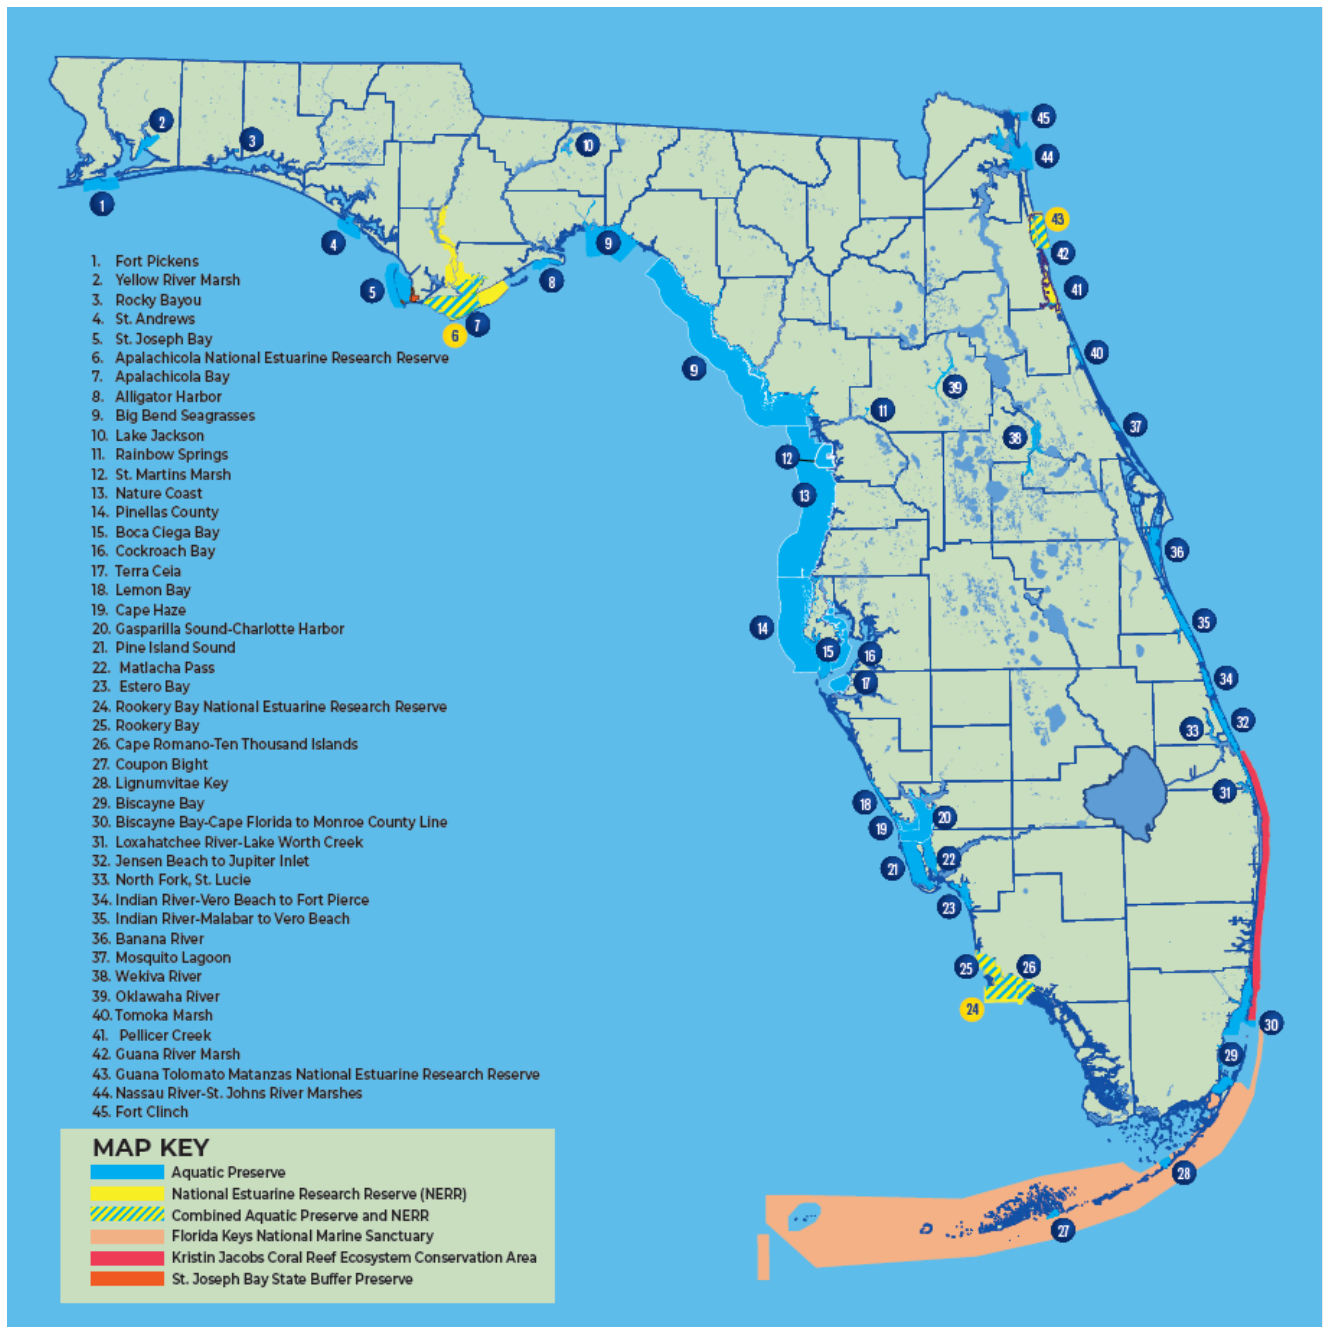 45
2
3
10
44
1
43
4
9
42
1. Fort Pickens
2. Yellow River Marsh
3. Rocky Bayou
4. St. Andrews
5. St. Joseph Bay
6. Apalachicola National Estuarine Research Reserve
7. Apalachicola Bay
8. Alligator Harbor
9. Big Bend Seagrasses
10. Lake Jackson
11. Rainbow Springs
12. St. Martins Marsh
13. Nature Coast
14. Pinellas County
15. Boca Ciega Bay
16. Cockroach Bay
17. Terra Ceia
18. Lemon Bay
19. Cape Haze
20. Gasparilla Sound-Charlotte Harbor
21. Pine Island Sound
22. Matlacha Pass
23. Estero Bay
24. Rookery Bay National Estuarine Research Reserve
25. Rookery Bay
26. Cape Romano-Ten Thousand Islands
27. Coupon Bight
28. Lignumvitae Key
29. Biscayne Bay
30. Biscayne Bay-Cape Florida to Monroe County Line
31. Loxahatchee River-Lake Worth Creek
32. Jensen Beach to Jupiter Inlet
33. North Fork, St. Lucie
34. Indian River-Vero Beach to Fort Pierce
35. Indian River-Malabar to Vero Beach
36. Banana River
37. Mosquito Lagoon
38. Wekiva River
39. Oklawaha River
40. Tomoka Marsh
41. Pellicer Creek
42. Guana River Marsh
43. Guana Tolomato Matanzas National Estuarine Research Reserve
44. Nassau River-St. Johns River Marshes
45. Fort Clinch
8
5
41
7
6
40
9
39
11
37
38
12
13
36
35
14
15
16
34
17
32
33
31
18
20
19
22
21
23
25
26
24
30
29
28
27
MAP KEY
Aquatic Preserve
National Estuarine Research Reserve (NERR)
Combined Aquatic Preserve and NERR
Florida Keys National Marine Sanctuary
Kristin Jacobs Coral Reef Ecosystem Conservation Area
St. Joseph Bay State Buffer Preserve